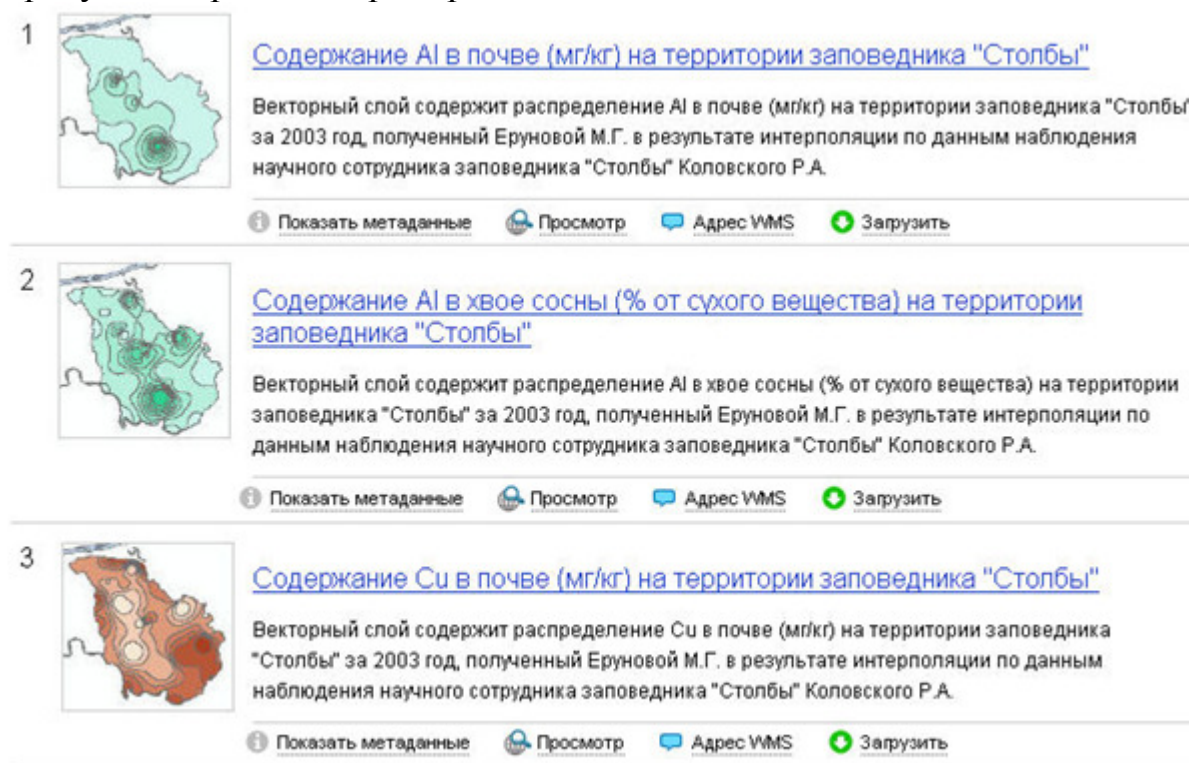 1
Содержание Al в почве (мг/кг) на территории заповедника "Столбы"
Векторный слой содержит распределение Al в почве (мг/кг) на территории заповедника "Столбы"
за 2003 год, полученный Еруновой М.Г. в результате интерполяции по данным наблюдения
научного сотрудника заповедника "Столбы" Коловского Р.А.
Показать метаданные Просмотр Адрес WMS Загрузить
2
Содержание Al в хвое сосны (% от сухого вещества) на территории
заповедника "Столбы"
Векторный слой содержит распределение Al в хвое сосны (% от сухого вещества) на территории
заповедника "Столбы" за 2003 год, полученный Еруновой М.Г. в результате интерполяции по
данным наблюдения научного сотрудника заповедника "Столбы" Коловского Р.А.
Показать метаданные Просмотр Адрес WMS Загрузить
3
Содержание Cu в почве (мг/кг) на территории заповедника "Столбы"
Векторный слой содержит распределение Cu в почве (мг/кг) на территории заповедника
"Столбы" за 2003 год, полученный Еруновой М.Г. в результате интерполяции по данным
наблюдения научного сотрудника заповедника "Столбы" Коловского Р.А.
Показать метаданные Просмотр Адрес WMS Загрузить